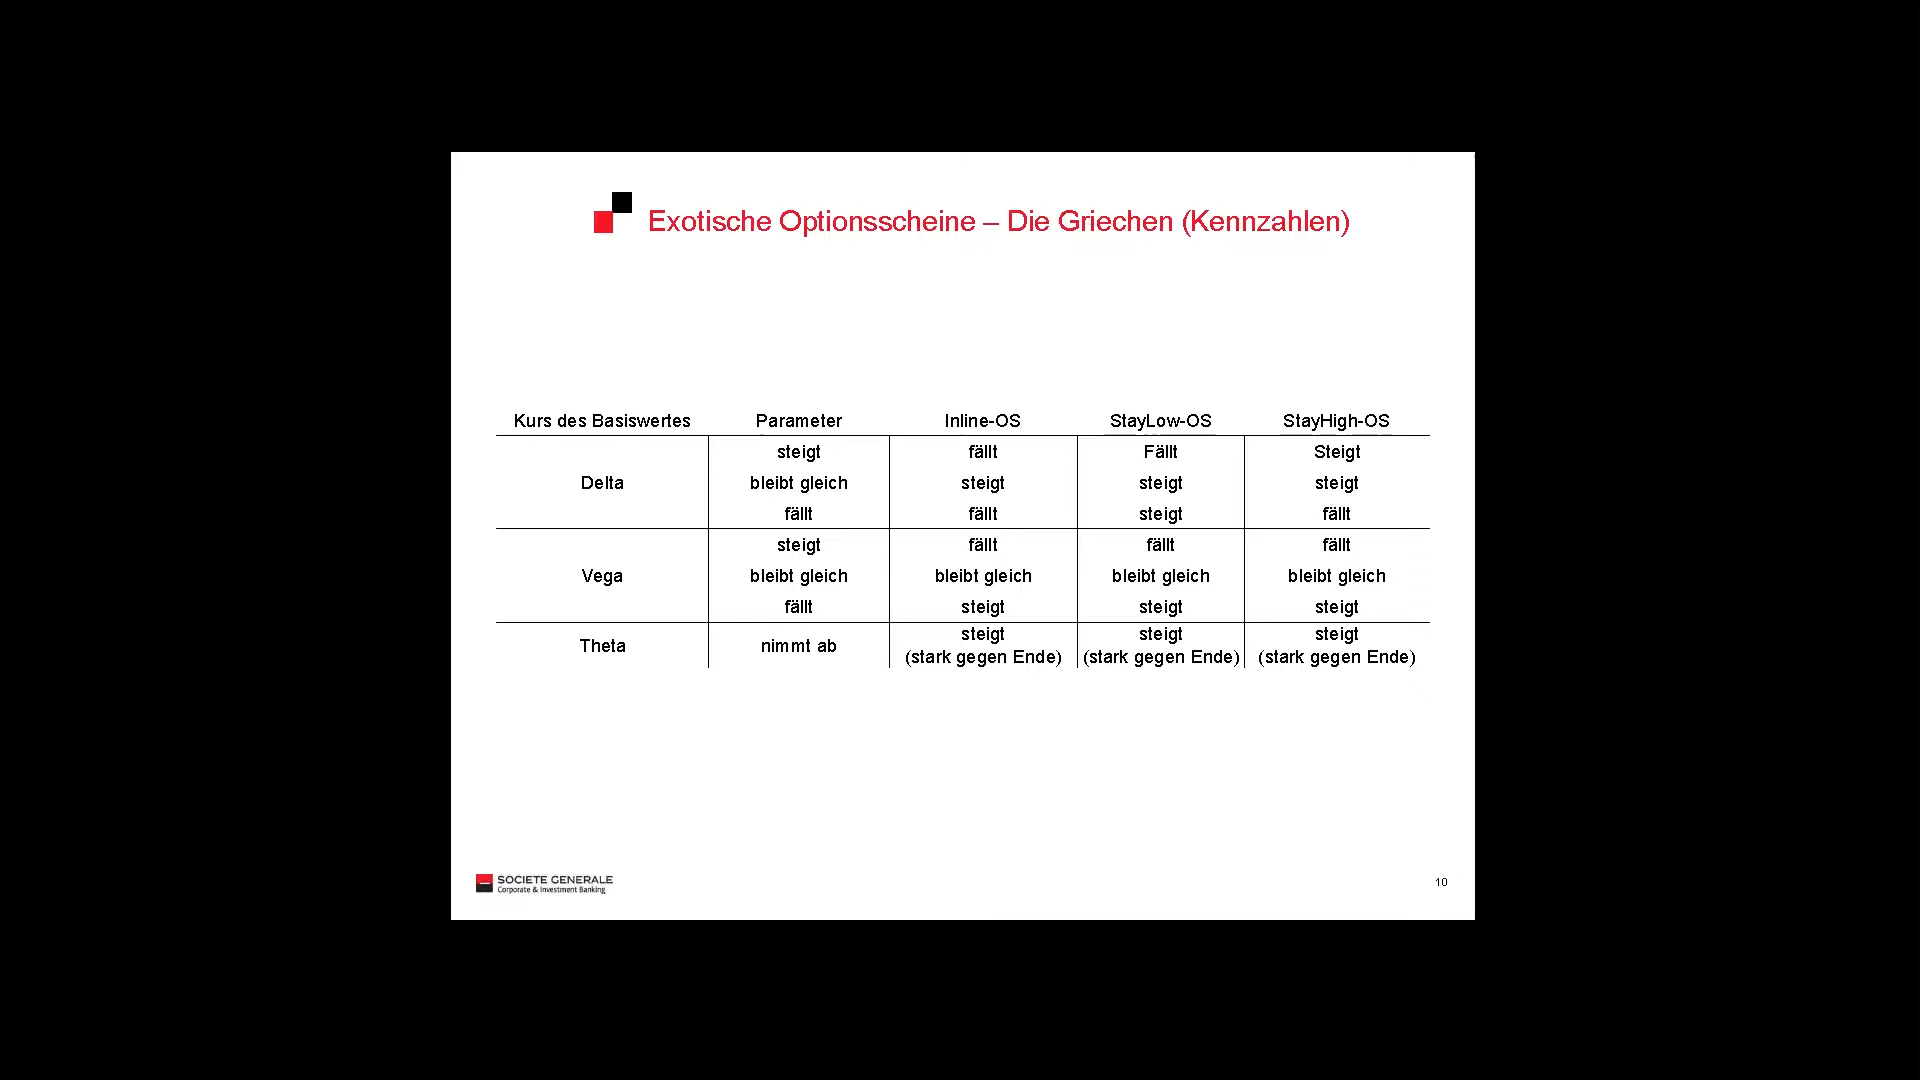 Exotische Optionsscheine – Die Griechen (Kennzahlen)
Kurs des Basiswertes Parameter Inline-OS StayLow-OS StayHigh-OS
steigt fällt Fällt Steigt
Delta bleibt gleich steigt steigt steigt
fällt fällt steigt fällt
steigt fällt fällt fällt
Vega bleibt gleich bleibt gleich bleibt gleich bleibt gleich
fällt steigt steigt steigt
Theta nimmt ab steigt steigt steigt
(stark gegen Ende) (stark gegen Ende) (stark gegen Ende)
SOCIETE GENERALE
Corporate & Investment Banking
10